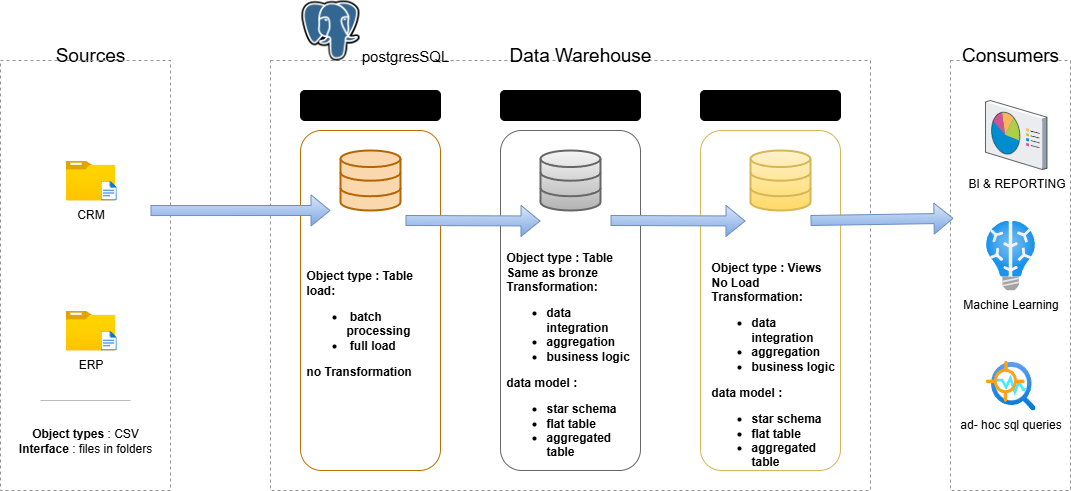 Sources
CRM
ERP
Object types : CSV
Interface : files in folders
postgresSQL
Data Warehouse
Object type : Table
load:
batch
processing
full load
no Transformation
Object type : Table
Same as bronze
Transformation:
data
integration
aggregation
business logic
data model :
star schema
flat table
aggregated
table
Object type : Views
No Load
Transformation:
data
integration
aggregation
business logic
data model :
star schema
flat table
aggregated
table
Consumers
BI & REPORTING
Machine Learning
ad- hoc sql queries